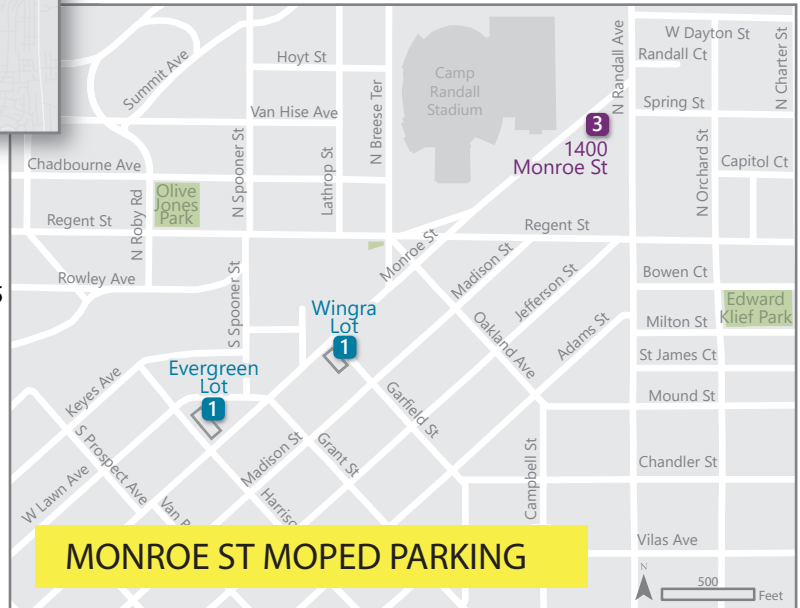 W Dayton St
Hoyt St
Randall Ct
N Charter St
Summit Ave
Camp
Randall
Stadium
N Randall Ave
N Breese Ter
Van Hise Ave
Spring St
3
1400
Monroe St
N Spooner St
Lathrop St
N Orchard St
Chadbourne Ave
Capitol Ct
Olive
Jones
Park
N Roby Rd
Regent St
Regent St
Monroe St
Madison St
Bowen Ct
Rowley Ave
Jefferson St
Edward
Klief Park
S Spooner St
Wingra
Lot
1
Oakland Ave
Adams St
Milton St
St James Ct
Evergreen
Lot
1
Keyes Ave
Garfield St
Mound St
S Prospect Ave
Madison St
Grant St
Campbell St
Chandler St
W Lawn Ave
Vilas Ave
MONROE ST MOPED PARKING
N
500
Feet